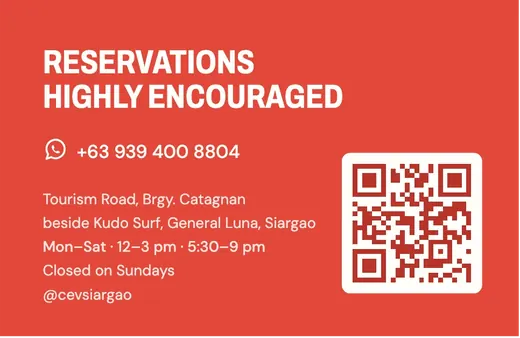 RESERVATIONS
HIGHLY ENCOURAGED
+63 939 400 8804
Tourism Road, Brgy. Catagnan
beside Kudo Surf, General Luna, Siargao
Mon–Sat · 12–3 pm · 5:30–9 pm
Closed on Sundays
@cevsiargao